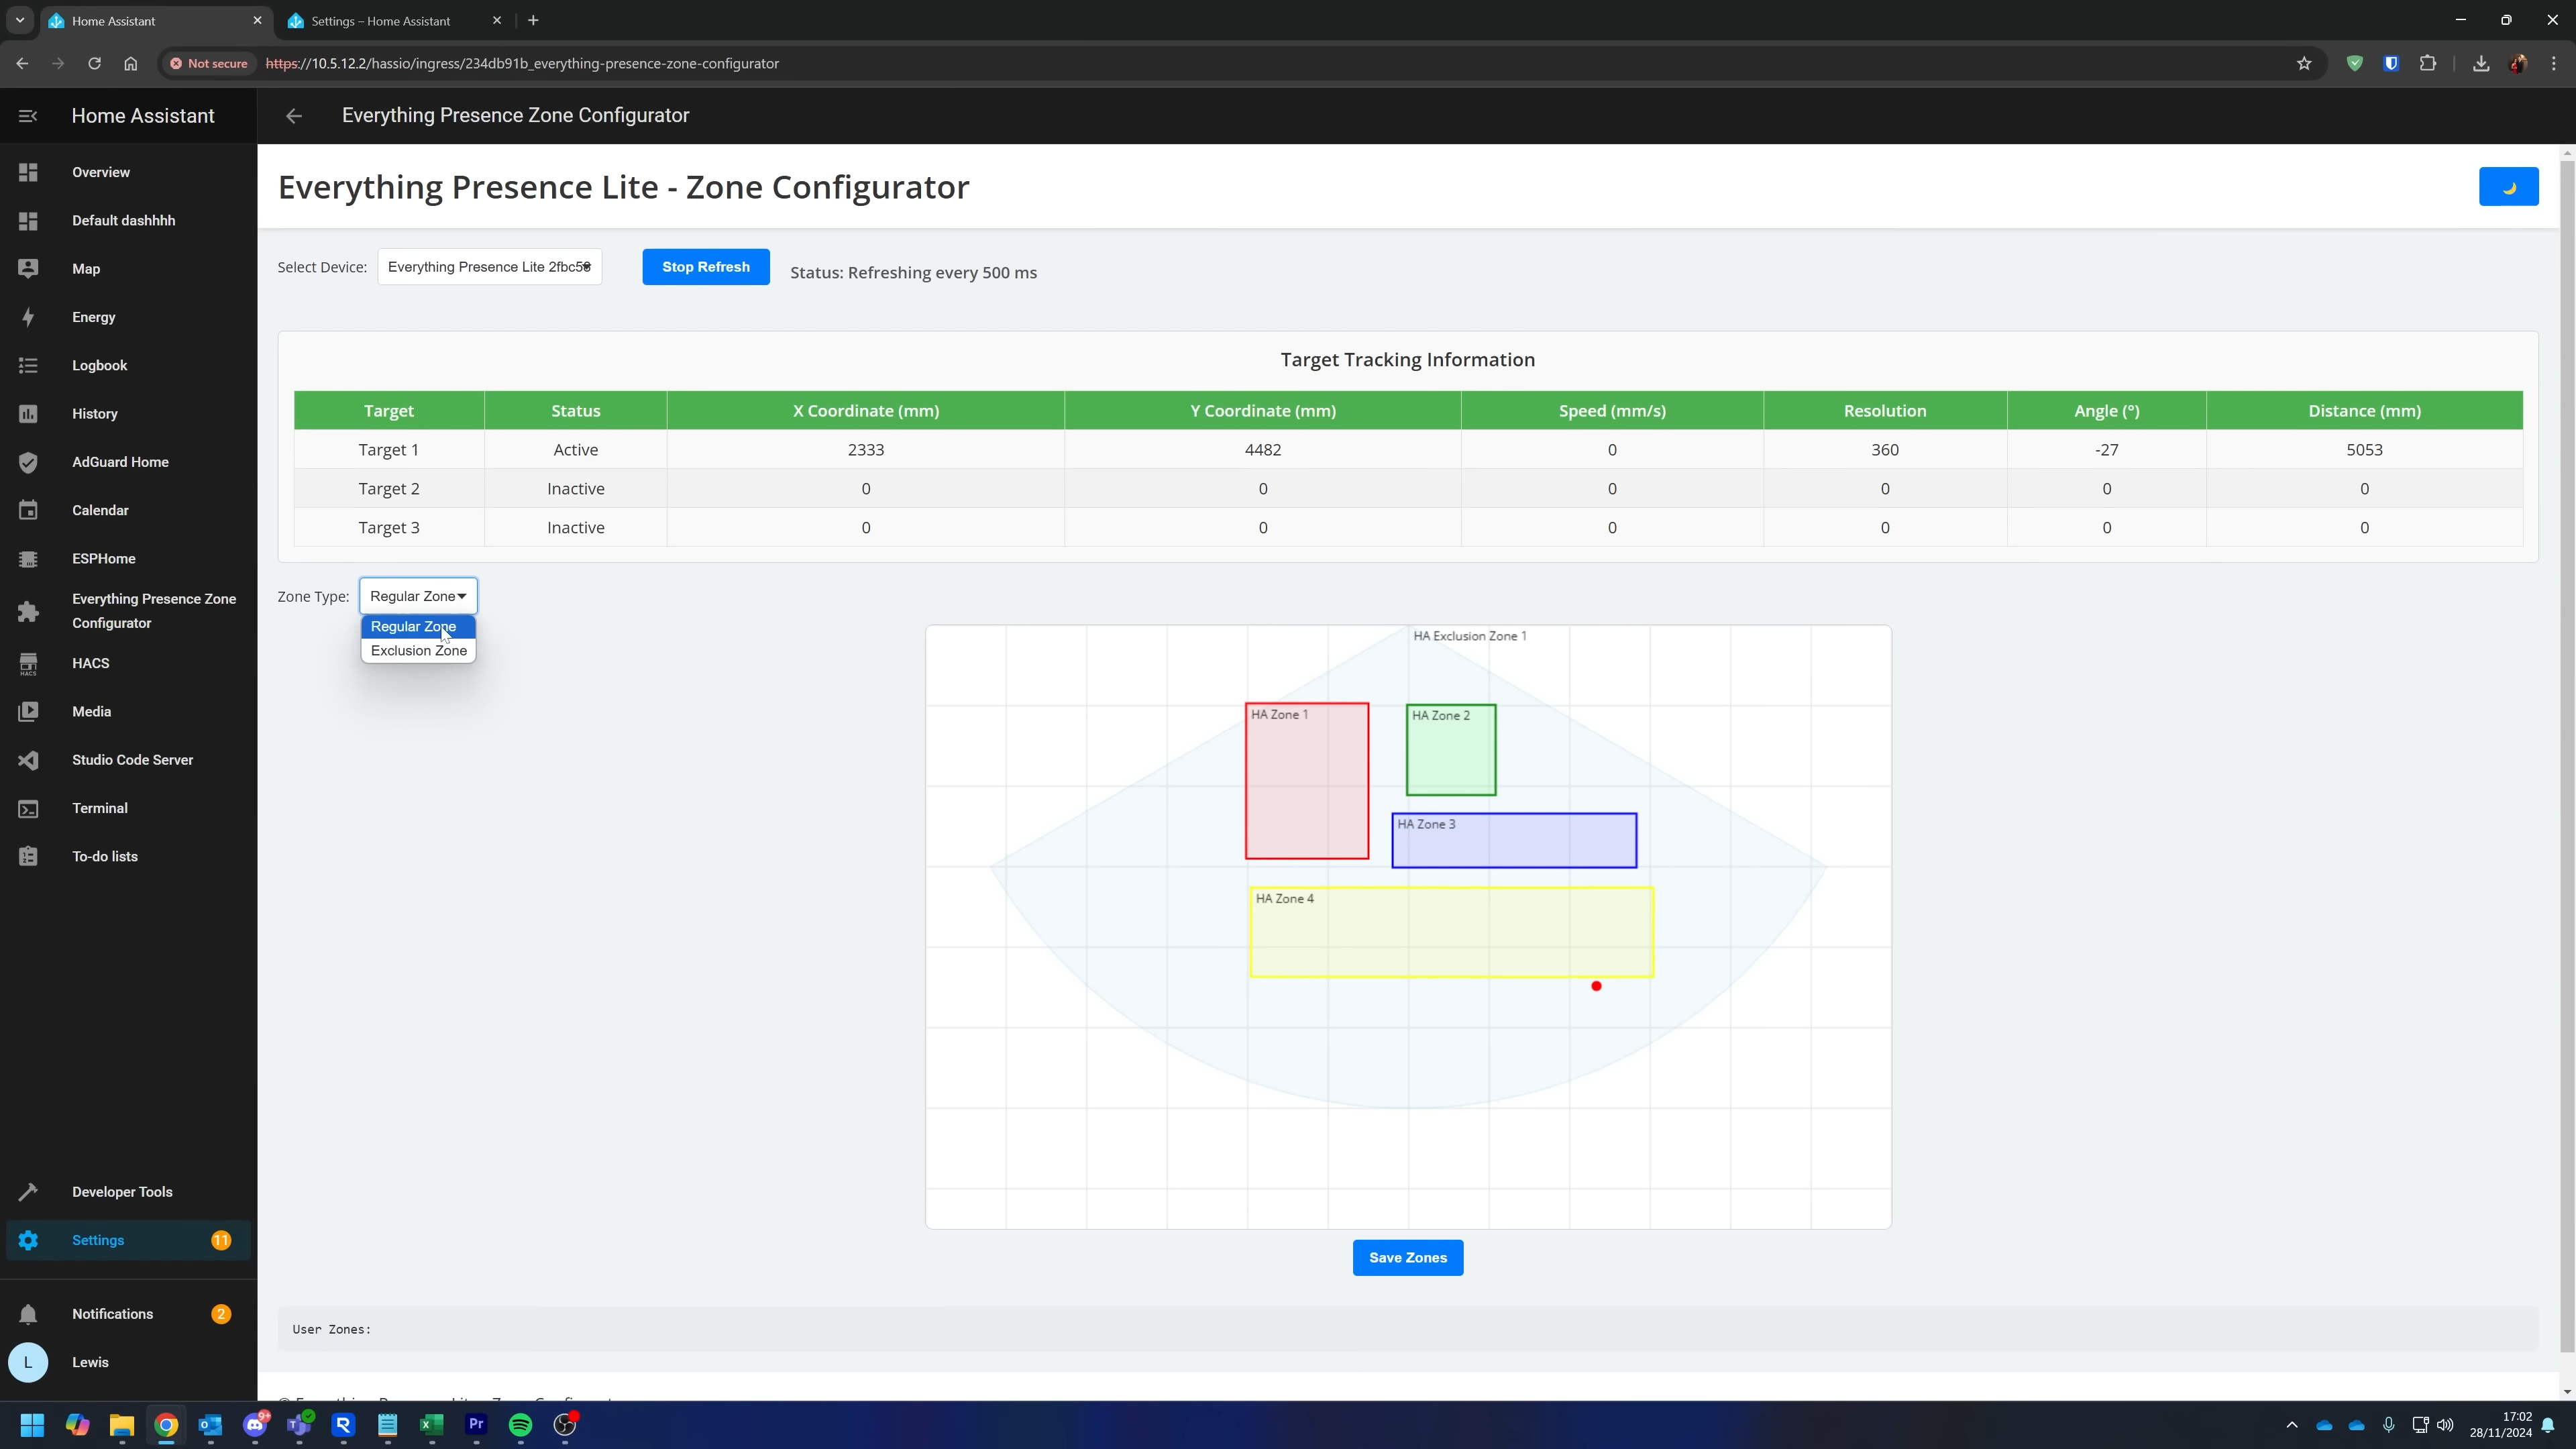 Home Assistant
Settings – Home Assistant
Not secure
https://10.5.12.2/hassio/ingress/234db91b_everything-presence-zone-configurator
Home Assistant
Everything Presence Zone Configurator
Overview
Default dashhhh
Map
Energy
Logbook
History
AdGuard Home
Calendar
ESPHome
Everything Presence Zone
Configurator
HACS
HACS
Media
Studio Code Server
Terminal
To-do lists
Developer Tools
Settings 11
Notifications 2
L Lewis
Everything Presence Lite - Zone Configurator
Select Device: Everything Presence Lite 2fbc58 Stop Refresh Status: Refreshing every 500 ms
Target Tracking Information
Target Status X Coordinate (mm) Y Coordinate (mm) Speed (mm/s) Resolution Angle (°) Distance (mm)
Target 1 Active 2333 4482 0 360 -27 5053
Target 2 Inactive 0 0 0 0 0 0
Target 3 Inactive 0 0 0 0 0 0
Zone Type: Regular Zone
Regular Zone
Exclusion Zone
HA Exclusion Zone 1
HA Zone 1
HA Zone 2
HA Zone 3
HA Zone 4
Save Zones
User Zones:
9+
Pr
17:02
28/11/2024